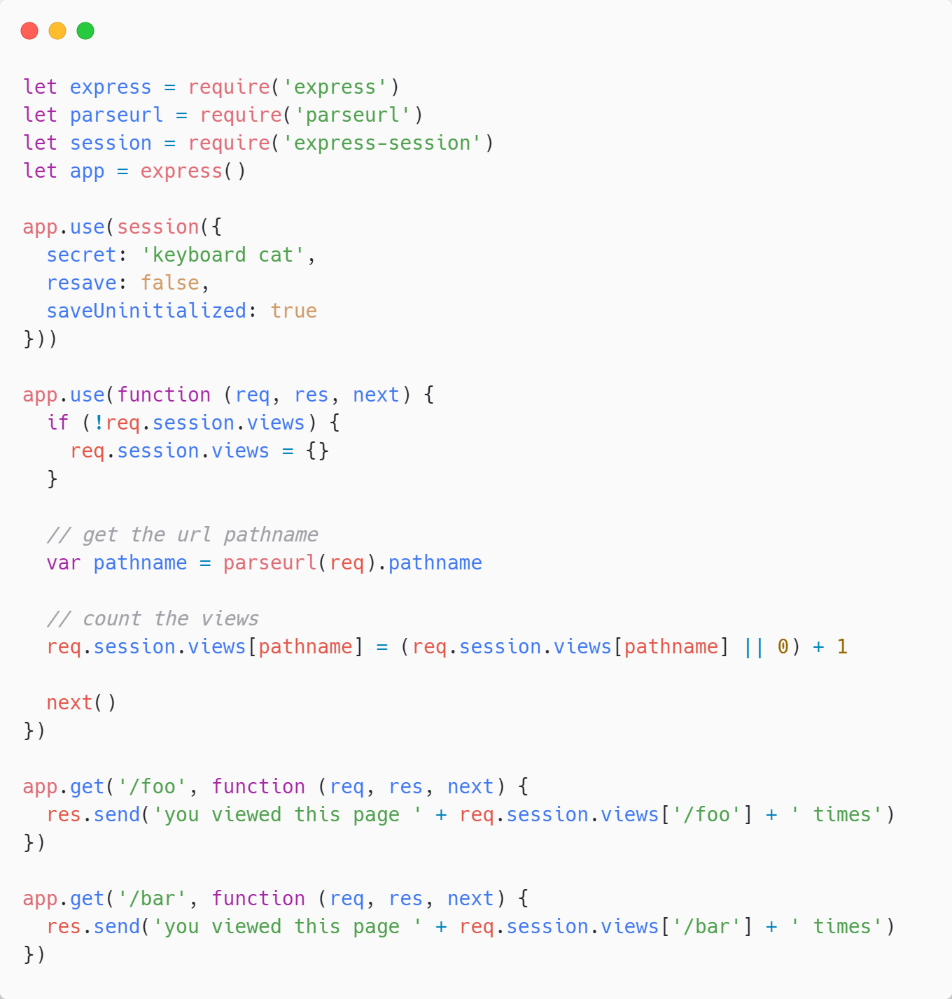 let express = require('express')
let parseurl = require('parseurl')
let session = require('express-session')
let app = express()

app.use(session({
  secret: 'keyboard cat',
  resave: false,
  saveUninitialized: true
}))

app.use(function (req, res, next) {
  if (!req.session.views) {
    req.session.views = {}
  }

  // get the url pathname
  var pathname = parseurl(req).pathname

  // count the views
  req.session.views[pathname] = (req.session.views[pathname] || 0) + 1

  next()
})

app.get('/foo', function (req, res, next) {
  res.send('you viewed this page ' + req.session.views['/foo'] + ' times')
})

app.get('/bar', function (req, res, next) {
  res.send('you viewed this page ' + req.session.views['/bar'] + ' times')
})